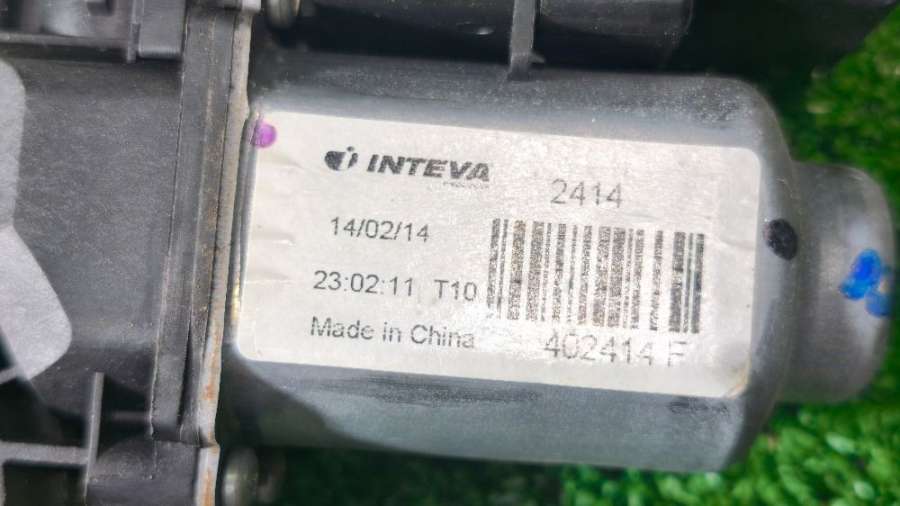 INTEVA
2414
14/02/14
23:02:11 T10
Made in China
402414 F